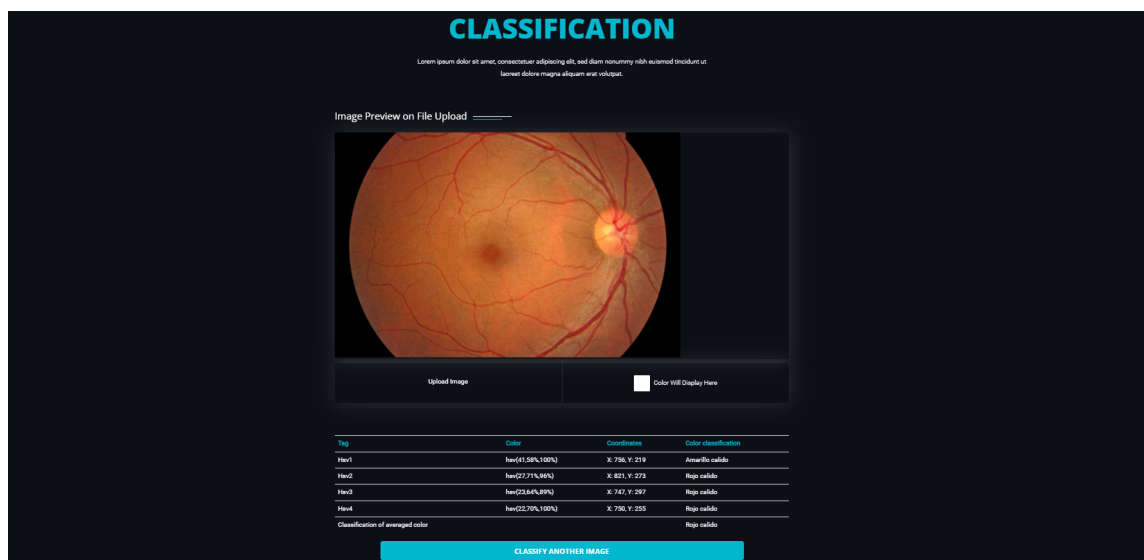 CLASSIFICATION
Lorem ipsum dolor sit amet, consectetuer adipiscing elit, sed diam nonummy nibh euismod tincidunt ut
laoreet dolore magna aliquam erat volutpat.
Image Preview on File Upload
Upload Image Color Will Display Here
Tag Color Coordinates Color classification
Hsv1 hsv(41,58%,100%) X: 756, Y: 219 Amarillo calido
Hsv2 hsv(27,71%,96%) X: 821, Y: 273 Rojo calido
Hsv3 hsv(23,64%,89%) X: 747, Y: 297 Rojo calido
Hsv4 hsv(22,70%,100%) X: 750, Y: 255 Rojo calido
Classification of averaged color Rojo calido
CLASSIFY ANOTHER IMAGE